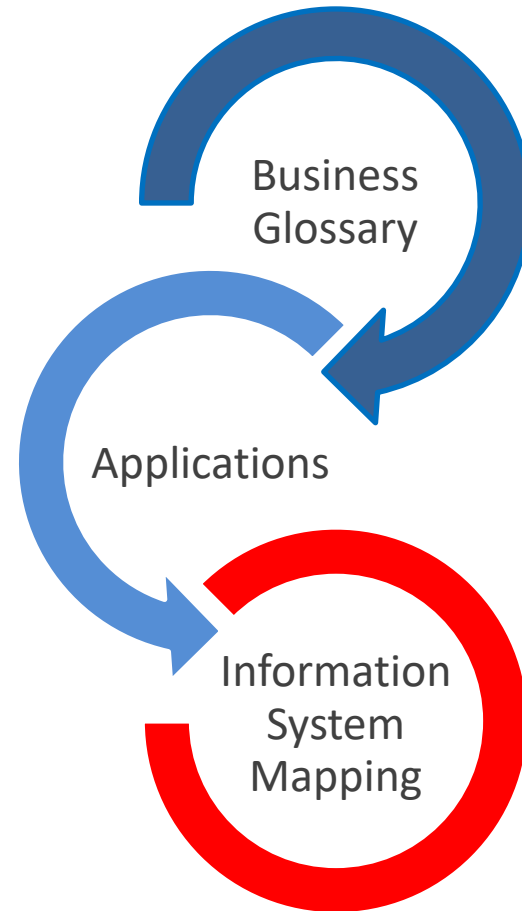 Business
Glossary
Applications
Information
System
Mapping